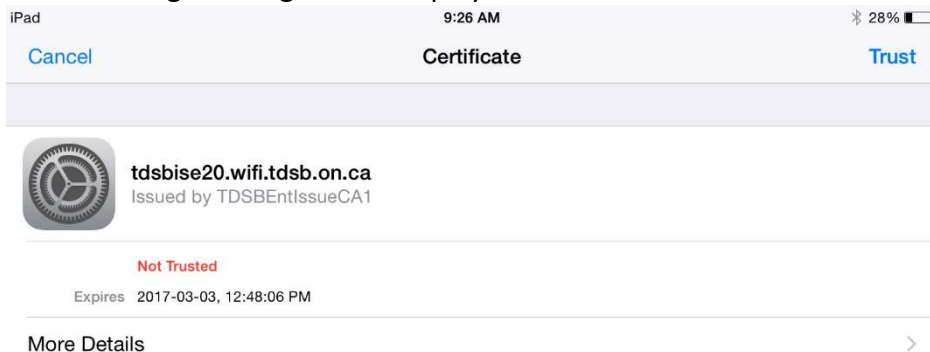 iPad 9:26 AM 28%
Cancel Certificate Trust
tdsbise20.wifi.tdsb.on.ca
Issued by TDSBEntIssueCA1
Not Trusted
Expires 2017-03-03, 12:48:06 PM
More Details